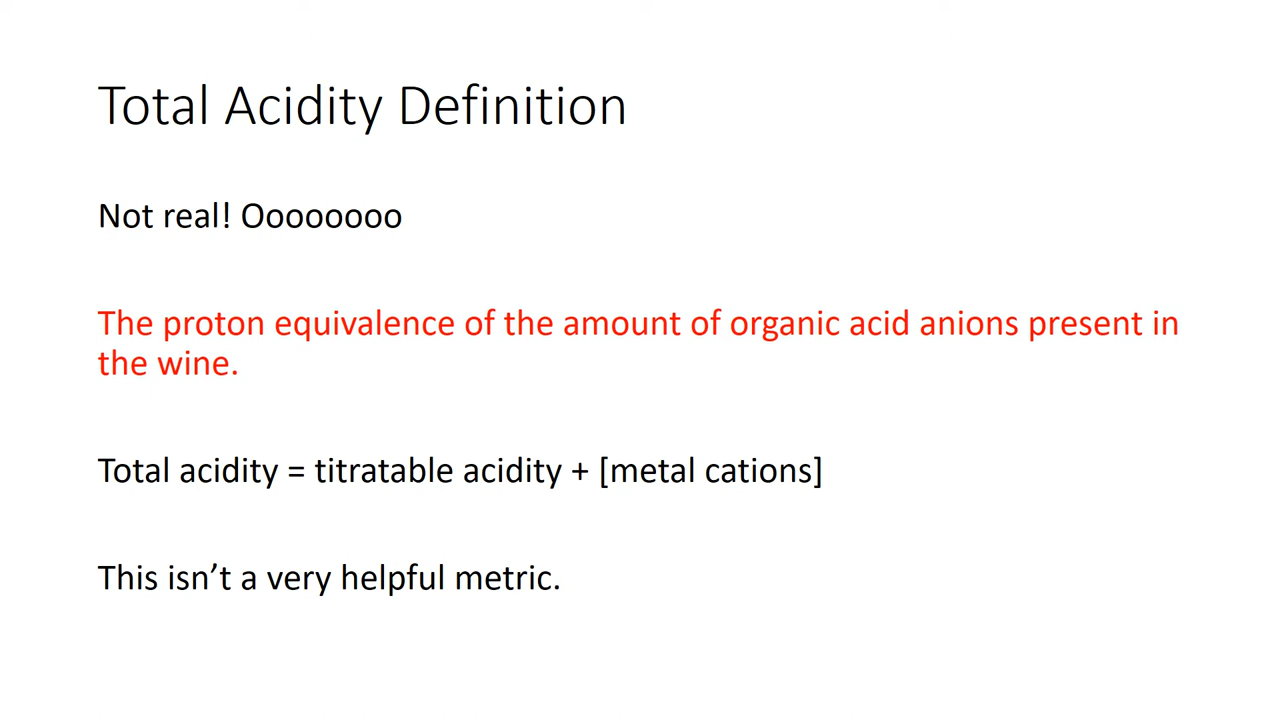 Total Acidity Definition
Not real! Oooooooo
The proton equivalence of the amount of organic acid anions present in
the wine.
Total acidity = titratable acidity + [metal cations]
This isn’t a very helpful metric.